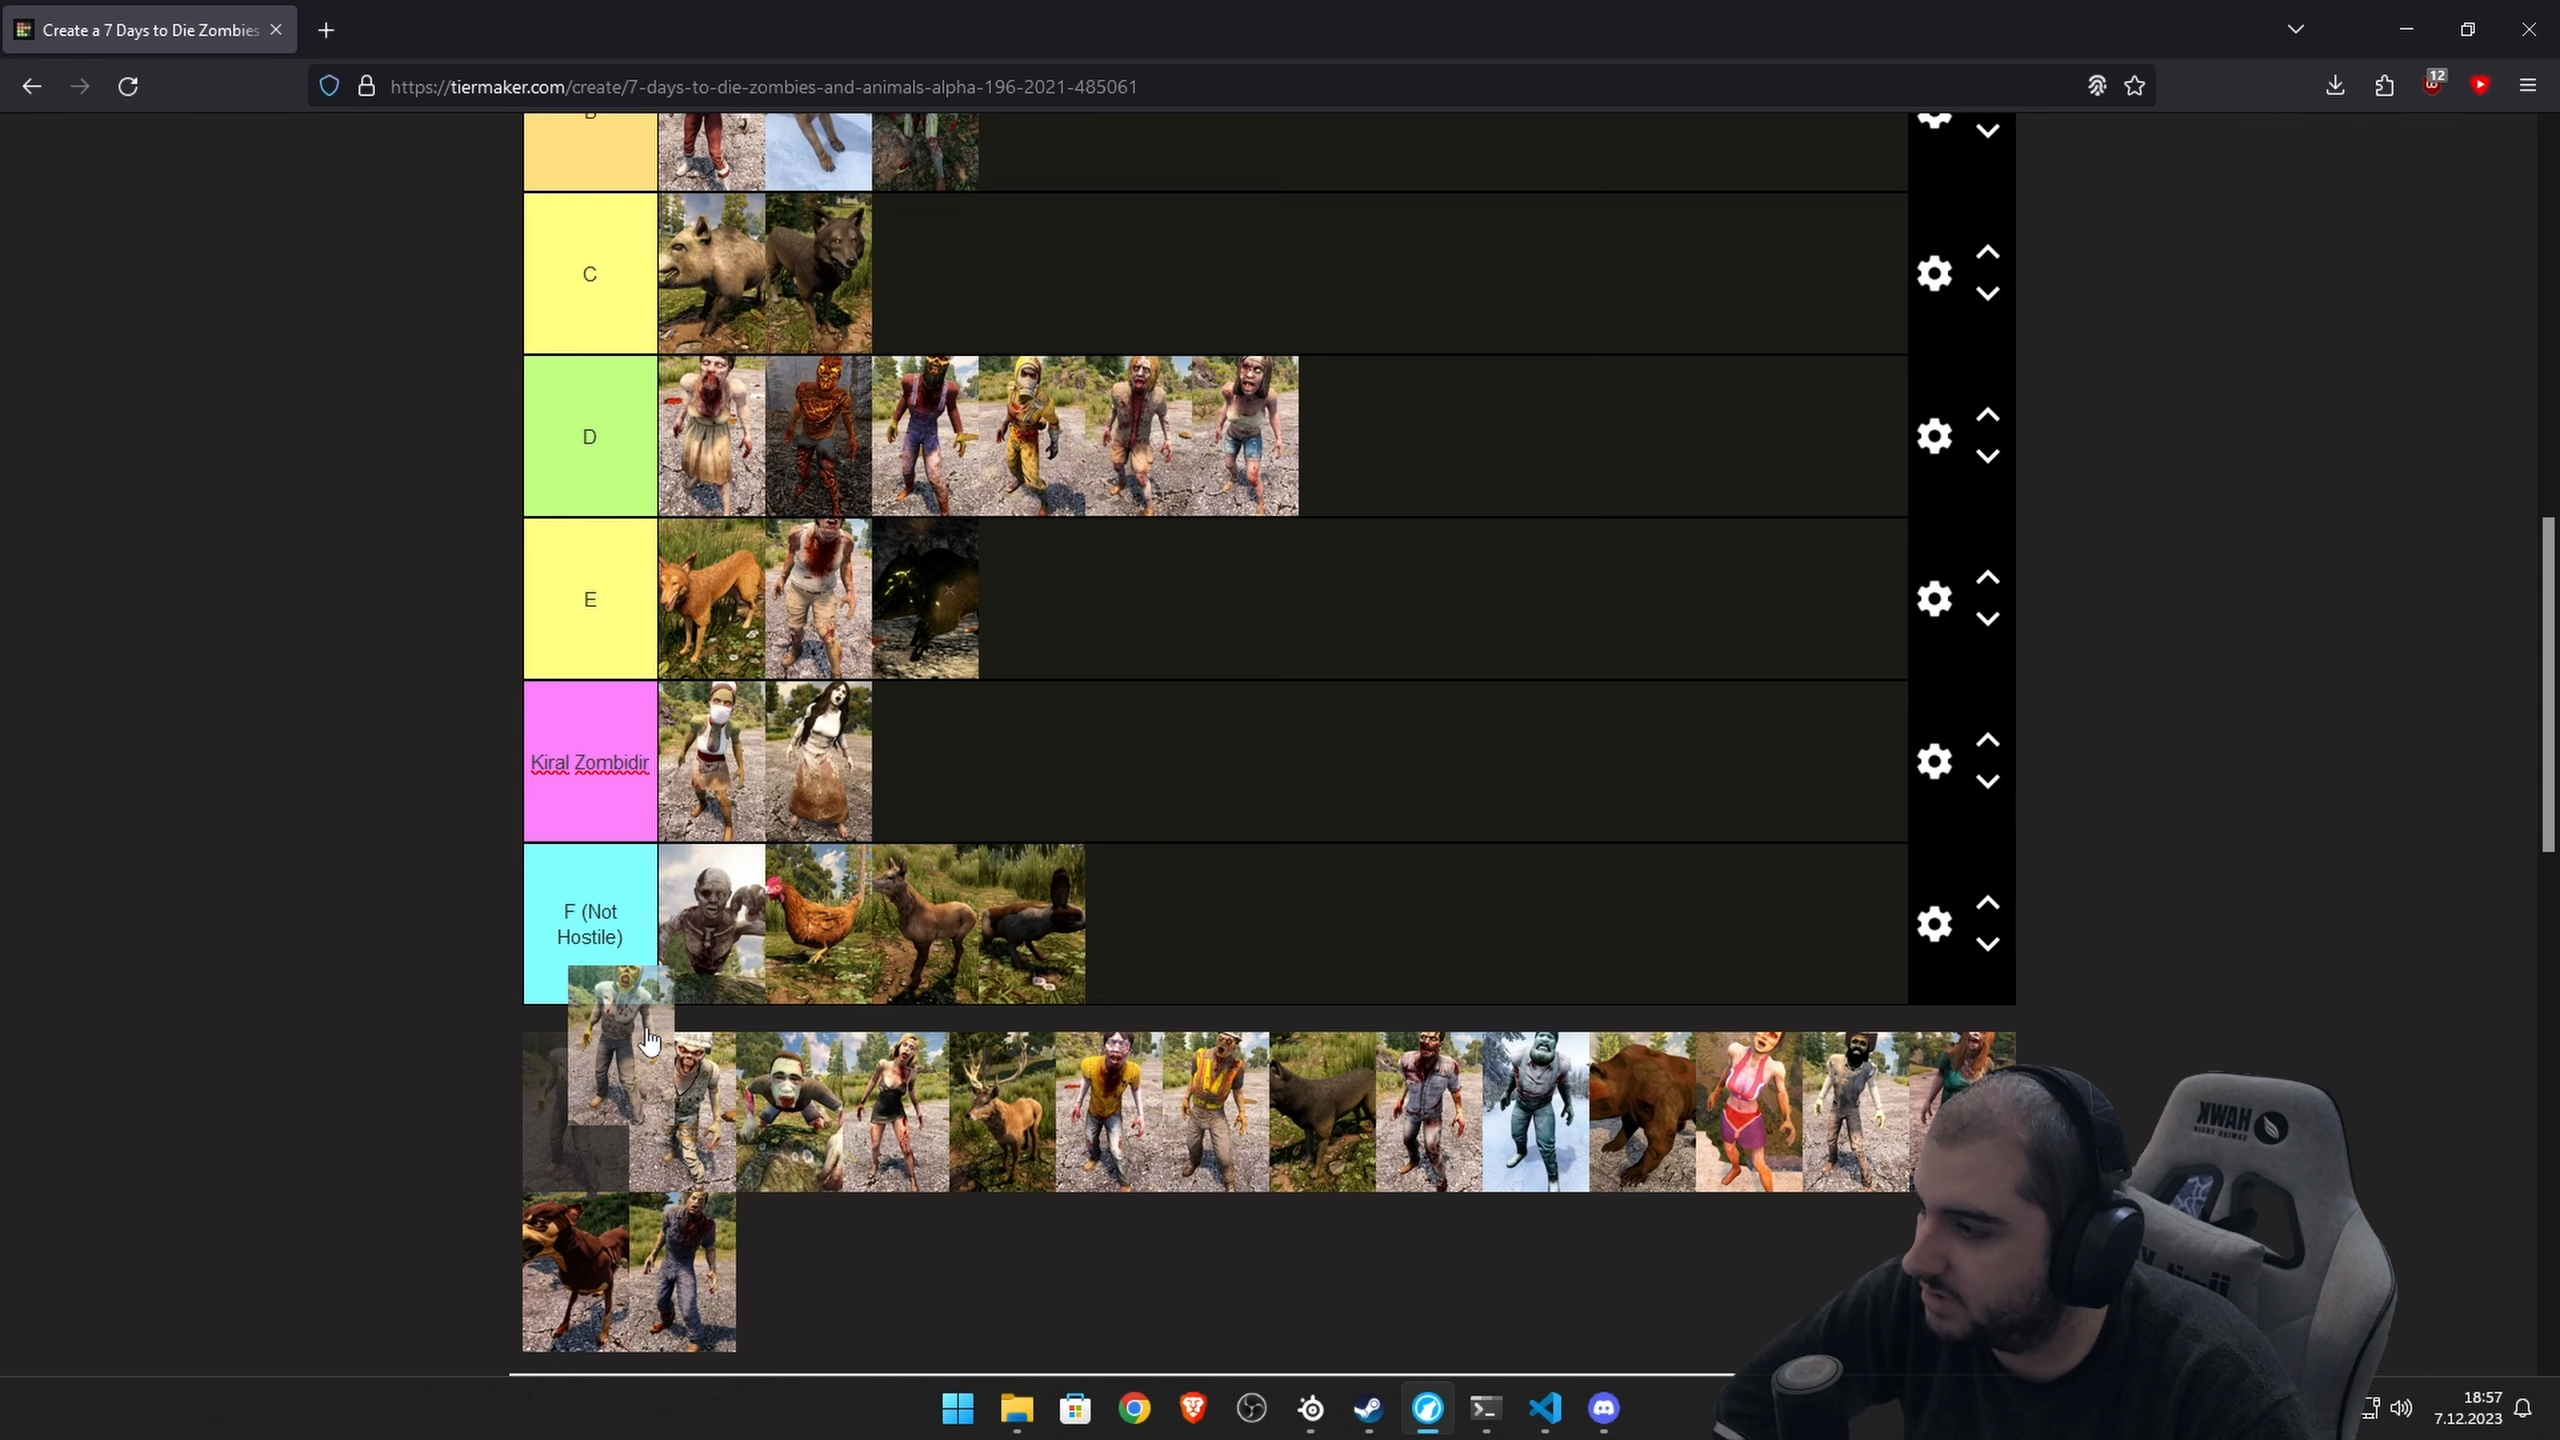 Create a 7 Days to Die Zombies
https://tiermaker.com/create/7-days-to-die-zombies-and-animals-alpha-196-2021-485061
12
C
D
E
Kiral Zombidir
F (Not
Hostile)
18:57
7.12.2023